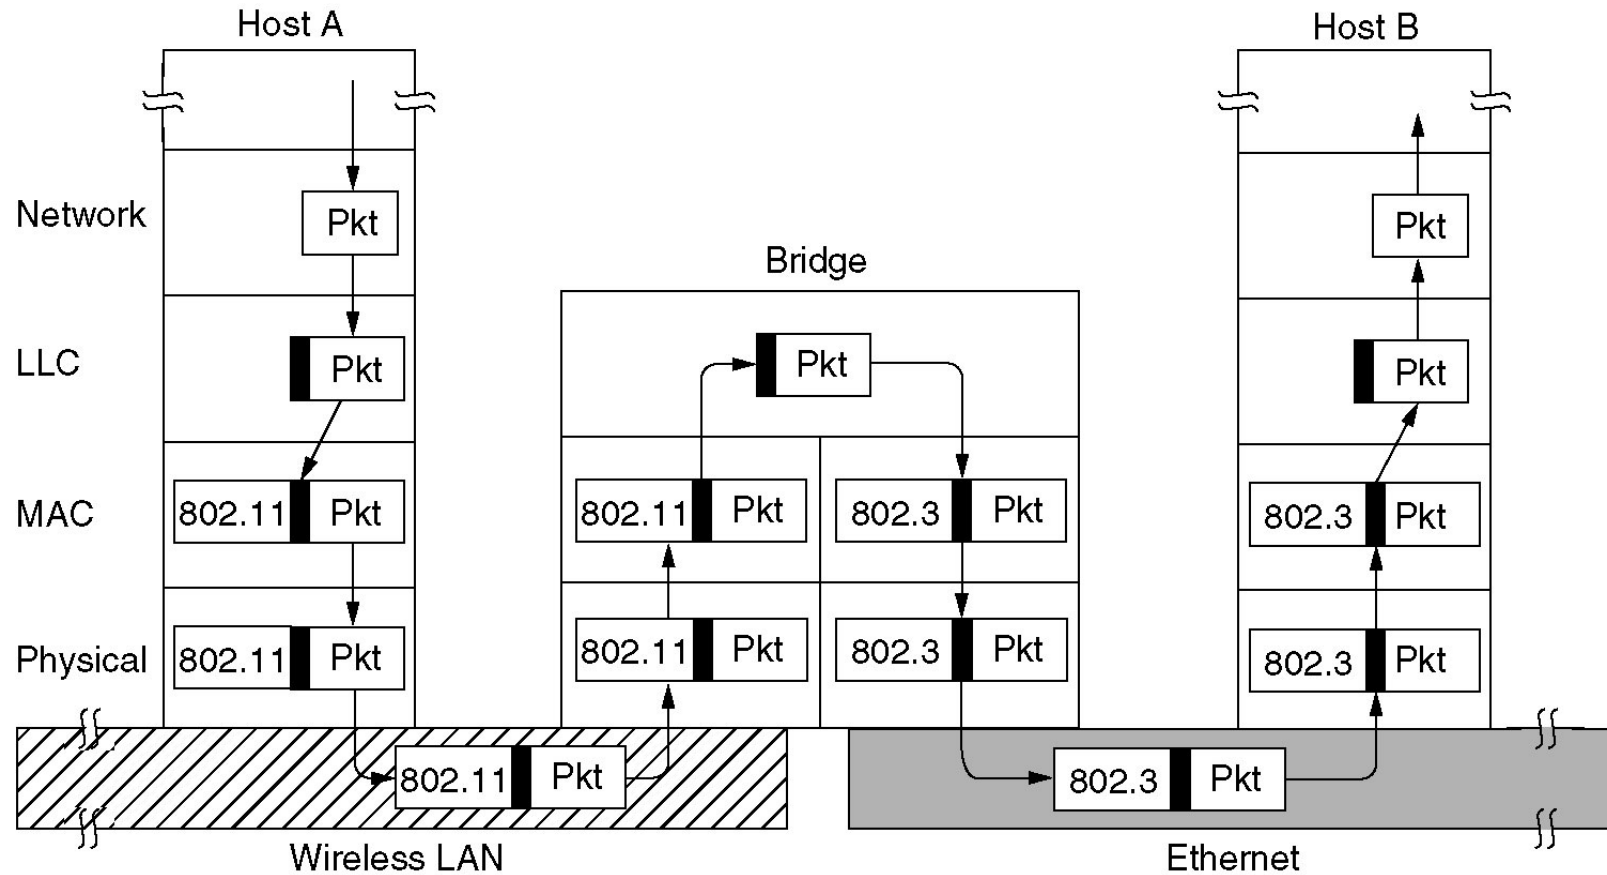 Host A
Host B
Network
Pkt
Pkt
Bridge
LLC
Pkt
Pkt
Pkt
MAC
802.11 Pkt
802.11 Pkt
802.3 Pkt
802.3 Pkt
Physical
802.11 Pkt
802.11 Pkt
802.3 Pkt
802.3 Pkt
802.11 Pkt
802.3 Pkt
Wireless LAN
Ethernet